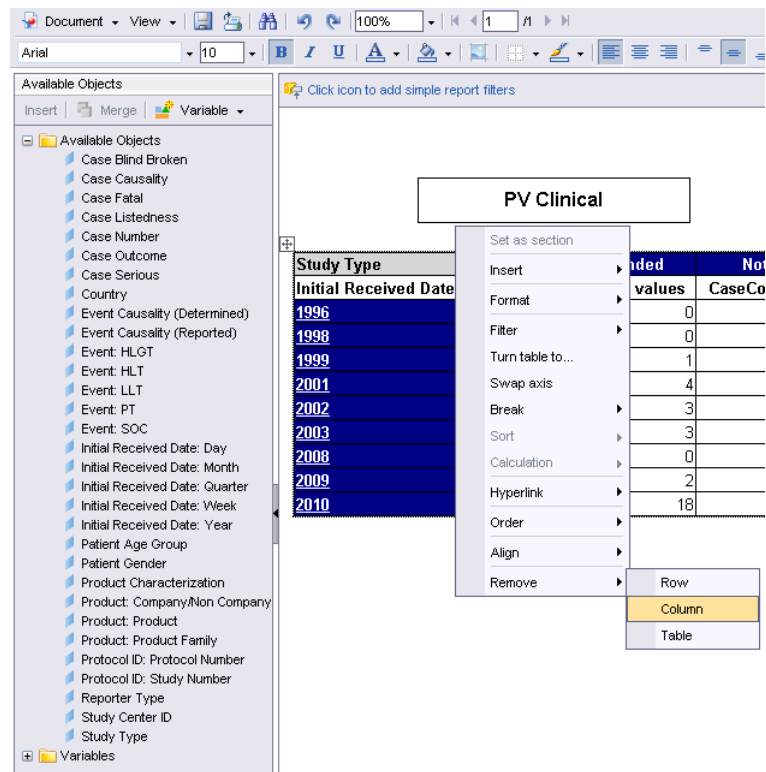 Document View 100% 1 /1
Arial 10 B I U A
Available Objects
Click icon to add simple report filters
Insert Merge Variable
Available Objects
Case Blind Broken
Case Causality
Case Fatal
Case Listedness
Case Number
Case Outcome
Case Serious
Country
Event Causality (Determined)
Event Causality (Reported)
Event: HLGT
Event: HLT
Event: LLT
Event: PT
Event: SOC
Initial Received Date: Day
Initial Received Date: Month
Initial Received Date: Quarter
Initial Received Date: Week
Initial Received Date: Year
Patient Age Group
Patient Gender
Product Characterization
Product: Company/Non Company
Product: Product
Product: Product Family
Protocol ID: Protocol Number
Protocol ID: Study Number
Reporter Type
Study Center ID
Study Type
Variables
PV Clinical
Study Type nded Not
Initial Received Date values CaseCo
1996 0
1998 0
1999 1
2001 4
2002 3
2003 3
2008 0
2009 2
2010 18
Set as section
Insert
Format
Filter
Turn table to...
Swap axis
Break
Sort
Calculation
Hyperlink
Order
Align
Remove
Row
Column
Table